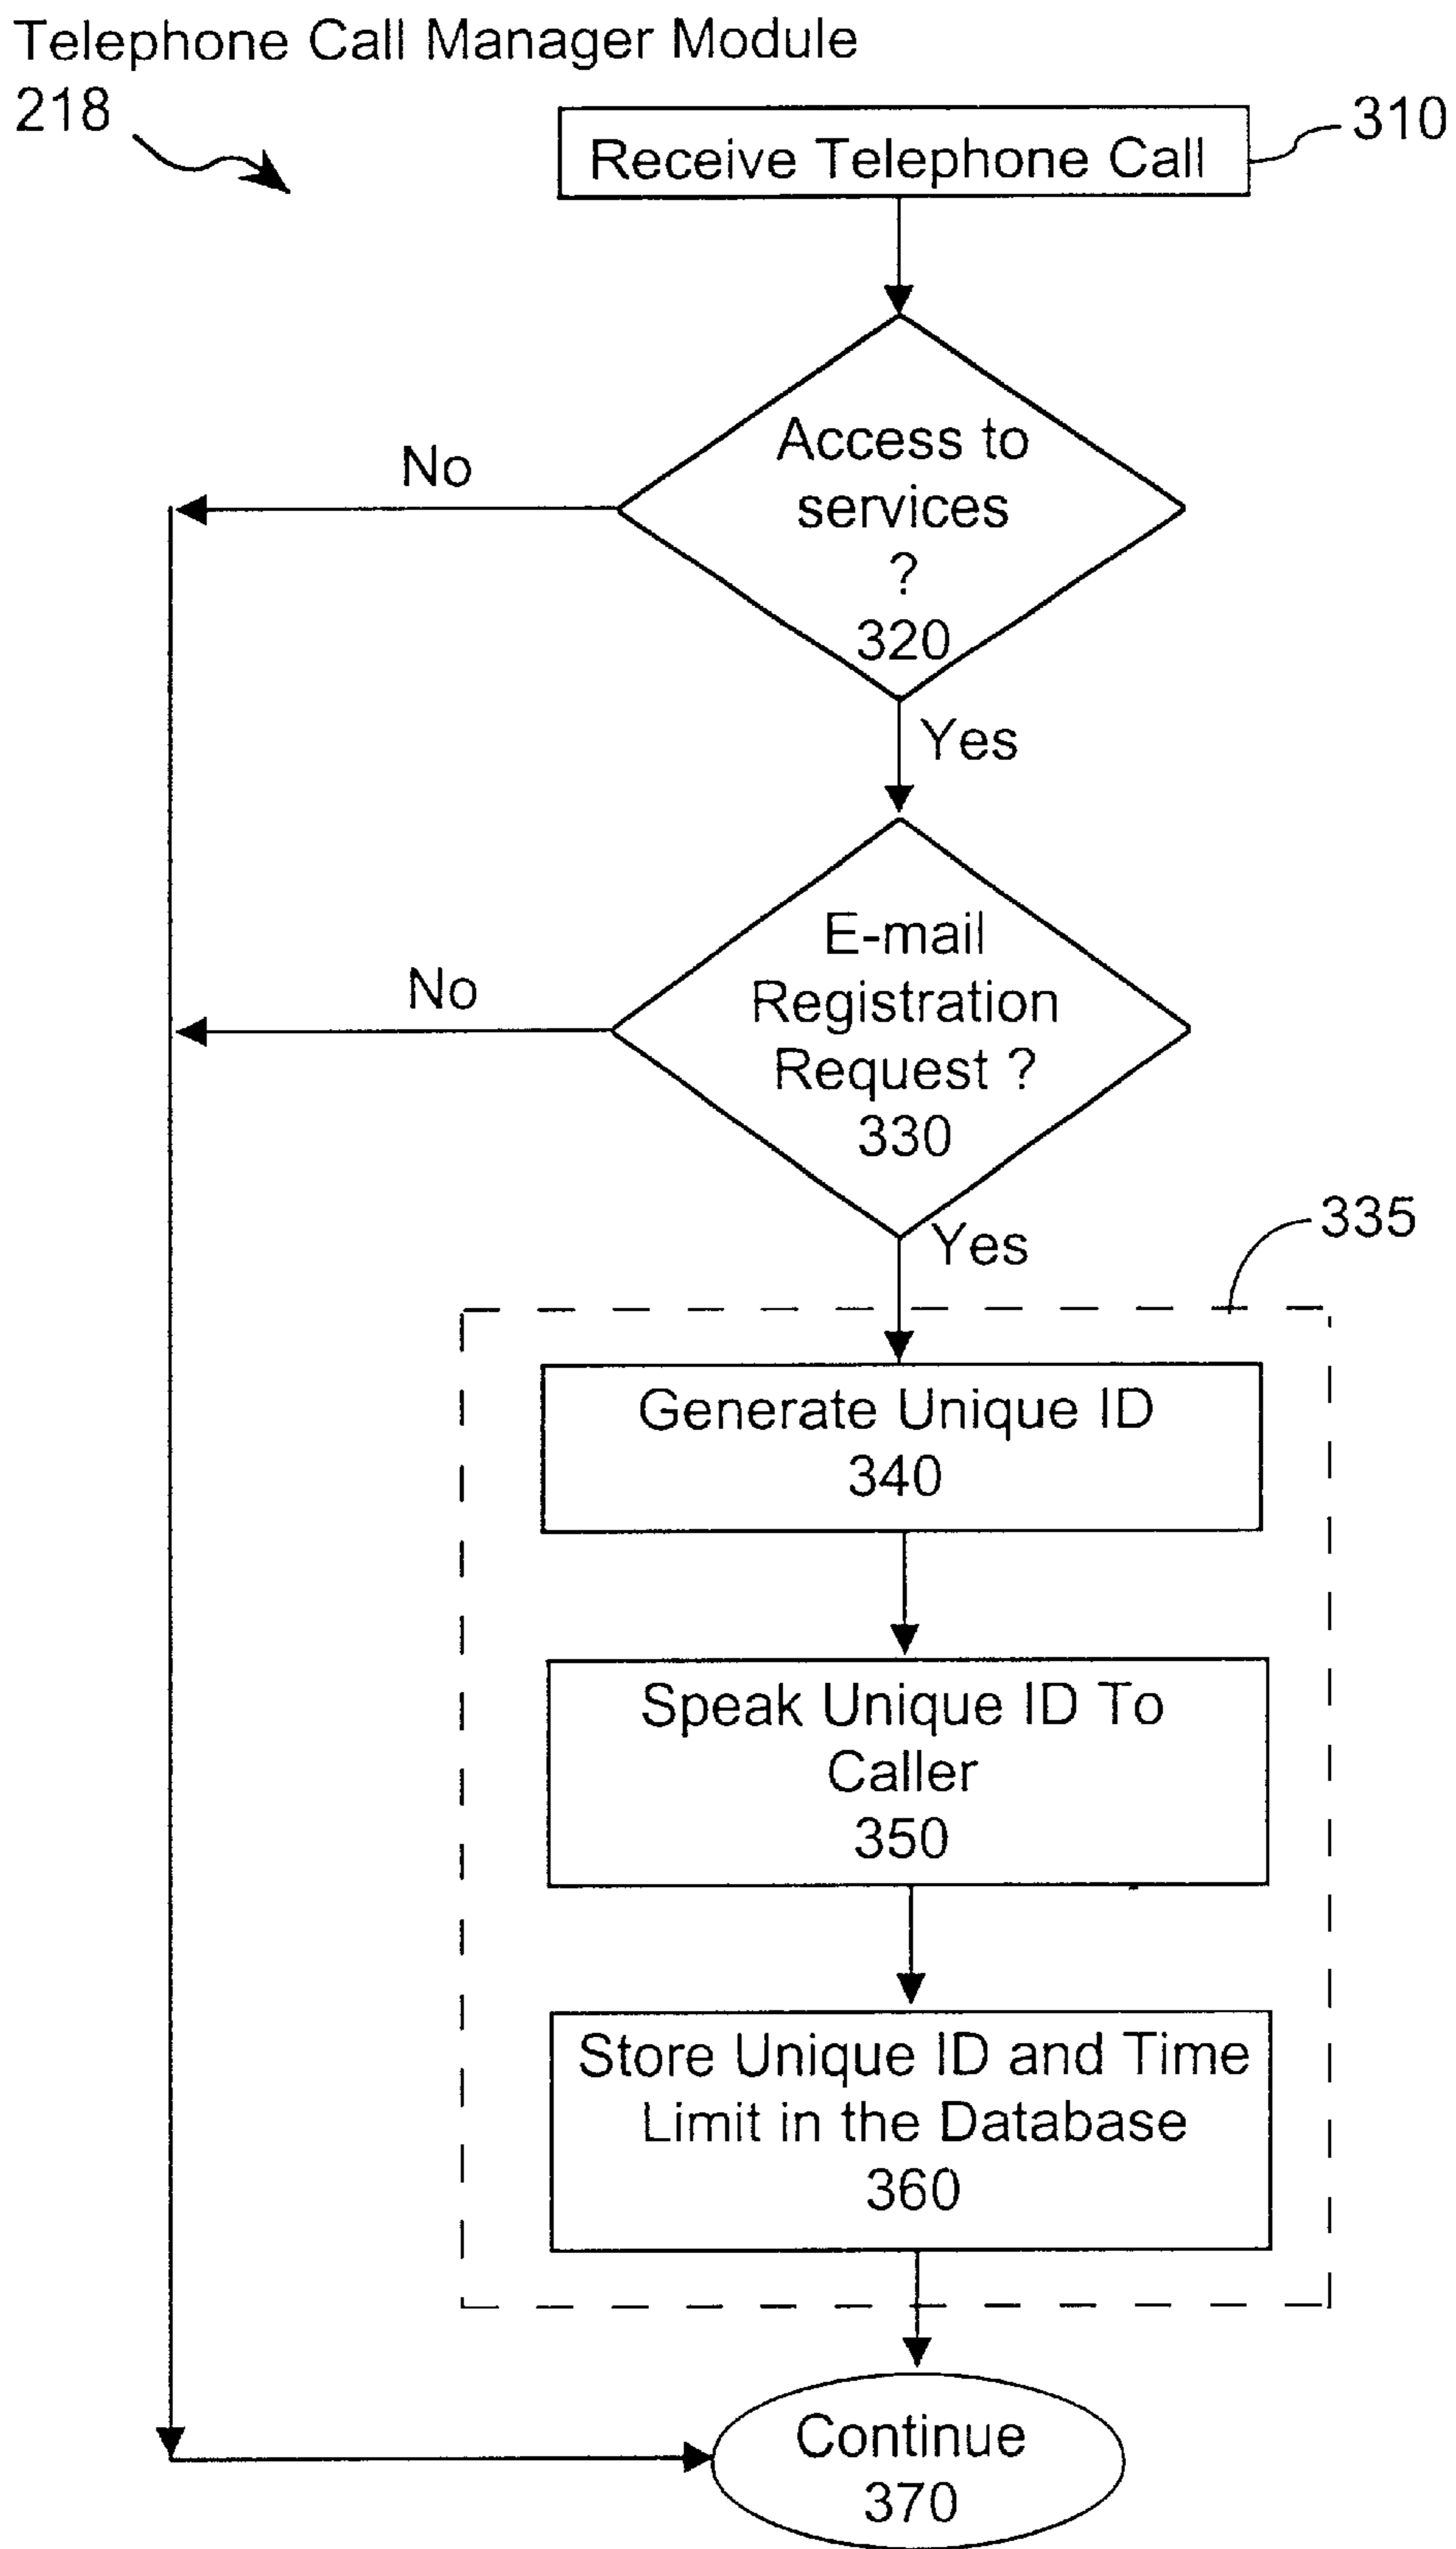 Telephone Call Manager Module
218
Receive Telephone Call
310
Access to
services
?
320
No
Yes
E-mail
Registration
Request ?
330
No
Yes
335
Generate Unique ID
340
Speak Unique ID To
Caller
350
Store Unique ID and Time
Limit in the Database
360
Continue
370